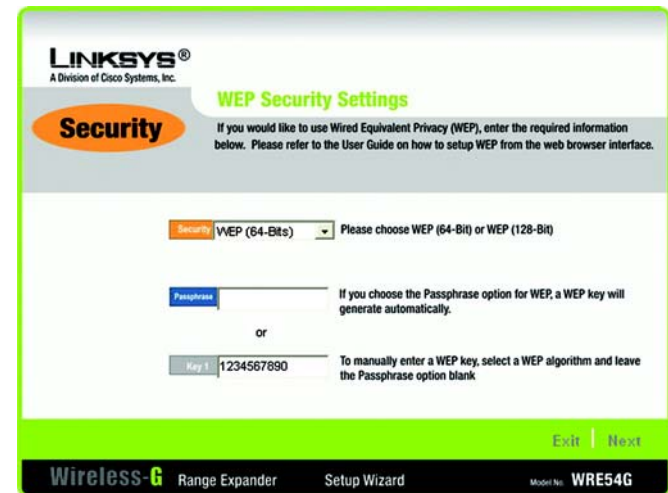 LINKSYS®
A Division of Cisco Systems, Inc.
WEP Security Settings
Security
If you would like to use Wired Equivalent Privacy (WEP), enter the required information
below. Please refer to the User Guide on how to setup WEP from the web browser interface.
Security WEP (64-Bits) Please choose WEP (64-Bit) or WEP (128-Bit)
Passphrase If you choose the Passphrase option for WEP, a WEP key will
generate automatically.
or
Key 1 1234567890 To manually enter a WEP key, select a WEP algorithm and leave
the Passphrase option blank
Exit Next
Wireless-G Range Expander Setup Wizard Model No. WRE54G